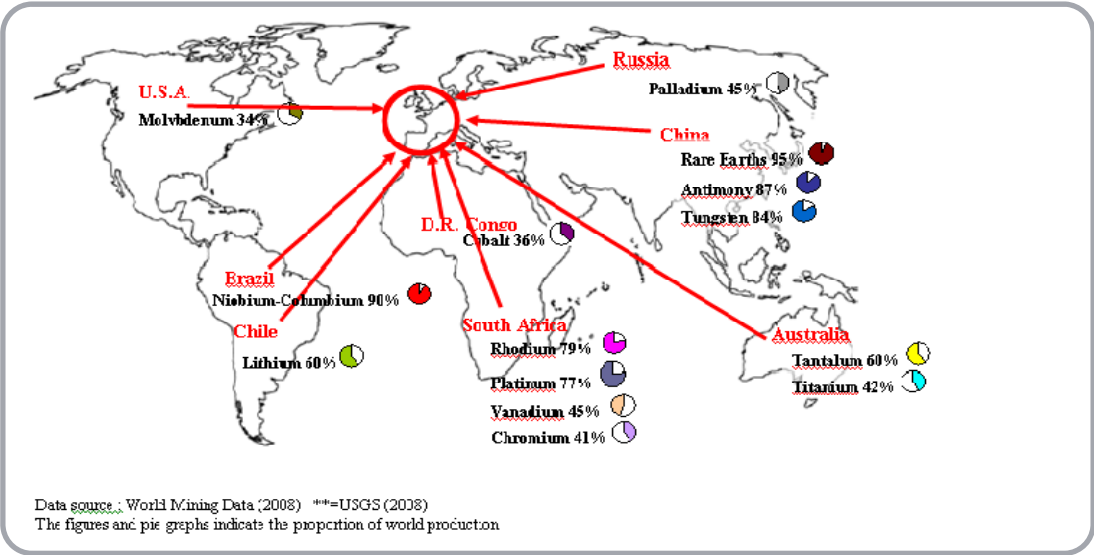 Russia
Palladium 45%
U.S.A.
Molybdenum 34%
China
Rare Earths 95%
Antimony 87%
Tungsten 84%
D.R. Congo
Cobalt 36%
Brazil
Niobium-Columbium 90%
Chile
Lithium 60%
South Africa
Rhodium 79%
Platinum 77%
Vanadium 45%
Chromium 41%
Australia
Tantalum 60%
Titanium 42%
Data source : World Mining Data (2008) **=USGS (2008)
The figures and pie graphs indicate the proportion of world production